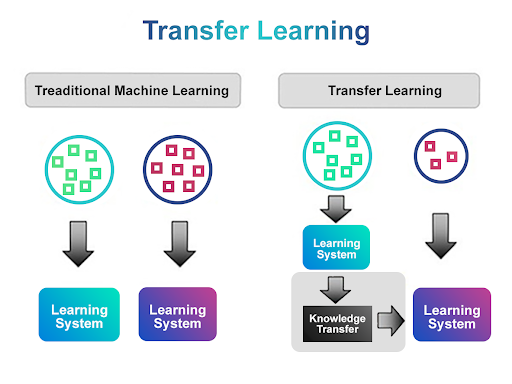 Transfer Learning
Treaditional Machine Learning
Transfer Learning
Learning
System
Learning
System
Learning
System
Knowledge
Transfer
Learning
System